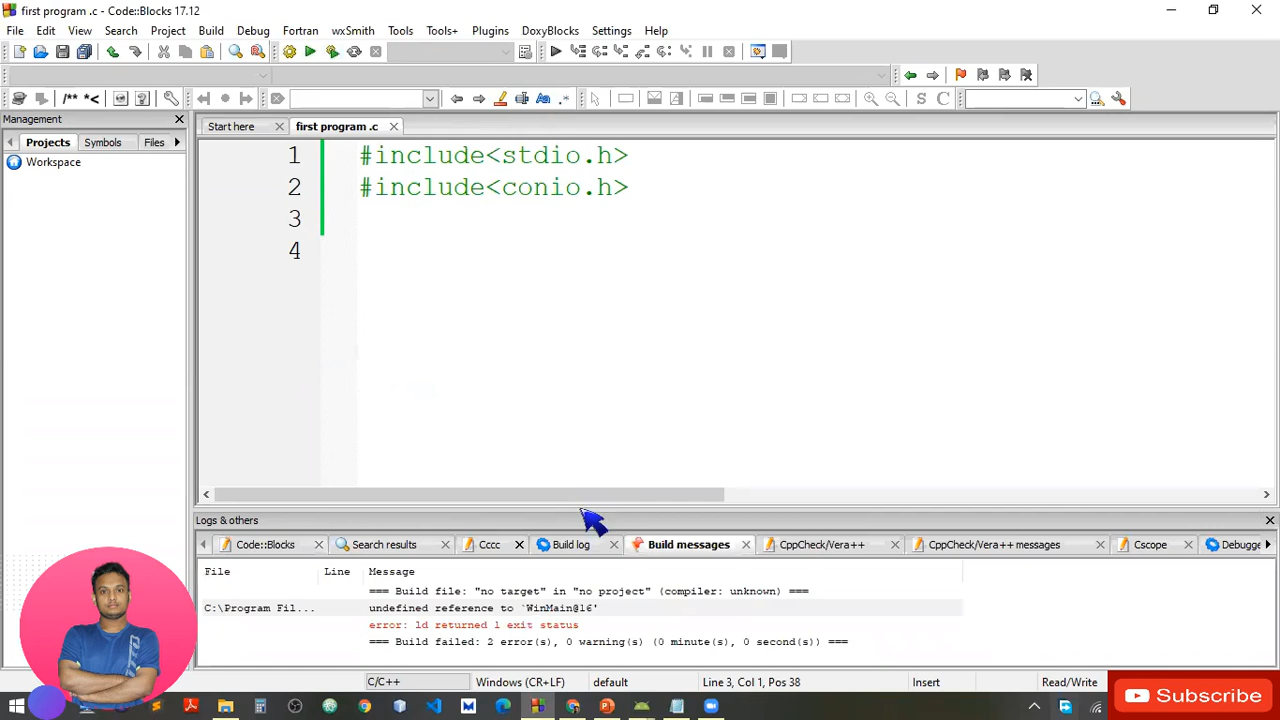 first program .c - Code::Blocks 17.12
File Edit View Search Project Build Debug Fortran wxSmith Tools Tools+ Plugins DoxyBlocks Settings Help
/** *<
S C
Management
Start here first program .c
Projects Symbols Files
Workspace
1 #include<stdio.h>
2 #include<conio.h>
3
4
Logs & others
Code::Blocks Search results Cccc Build log Build messages CppCheck/Vera++ CppCheck/Vera++ messages Cscope Debugge
File Line Message
=== Build file: "no target" in "no project" (compiler: unknown) ===
C:\Program Fil... undefined reference to `WinMain@16'
error: ld returned 1 exit status
=== Build failed: 2 error(s), 0 warning(s) (0 minute(s), 0 second(s)) ===
C/C++ Windows (CR+LF) default Line 3, Col 1, Pos 38 Insert Read/Write
Subscribe